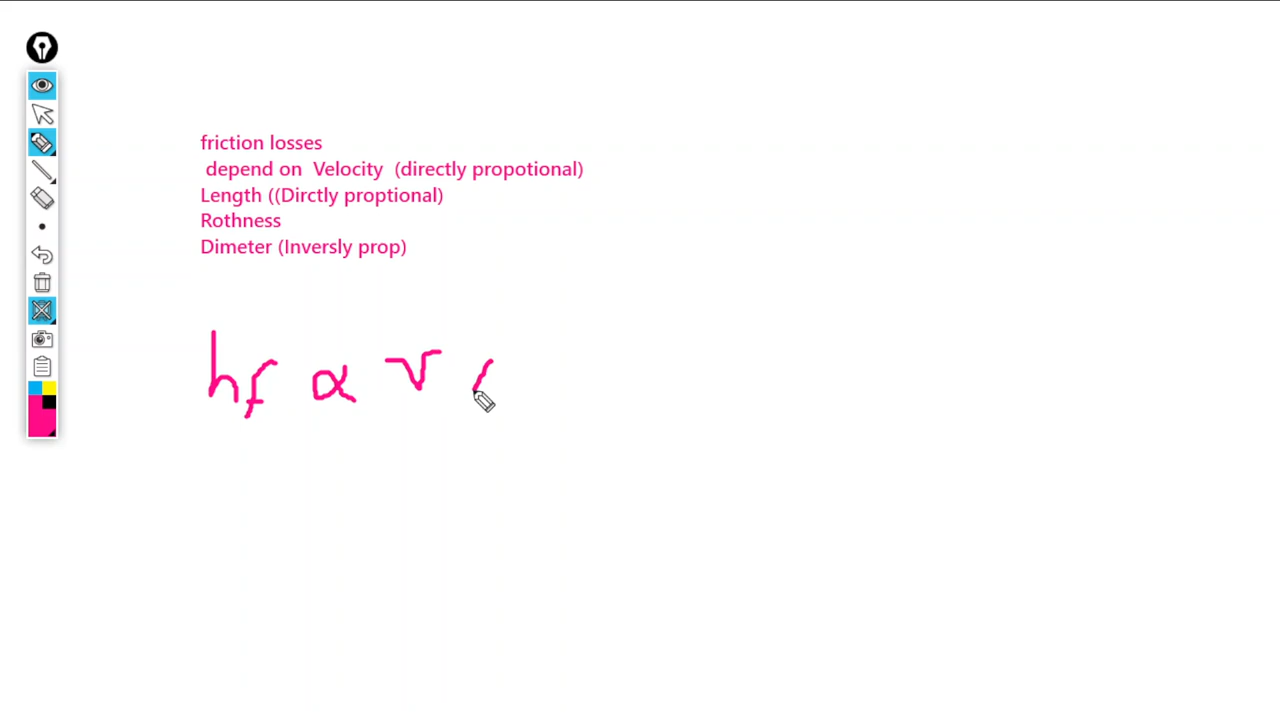 friction losses
depend on Velocity (directly propotional)
Length ((Dirctly proptional)
Rothness
Dimeter (Inversly prop)
hf α V